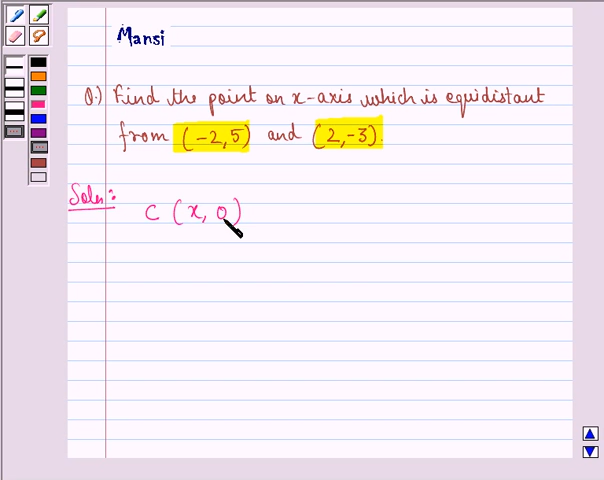 Mansi
Q.) Find the point on x-axis which is equidistant
from (-2,5) and (2,-3).
Soln:
C (x, 0)